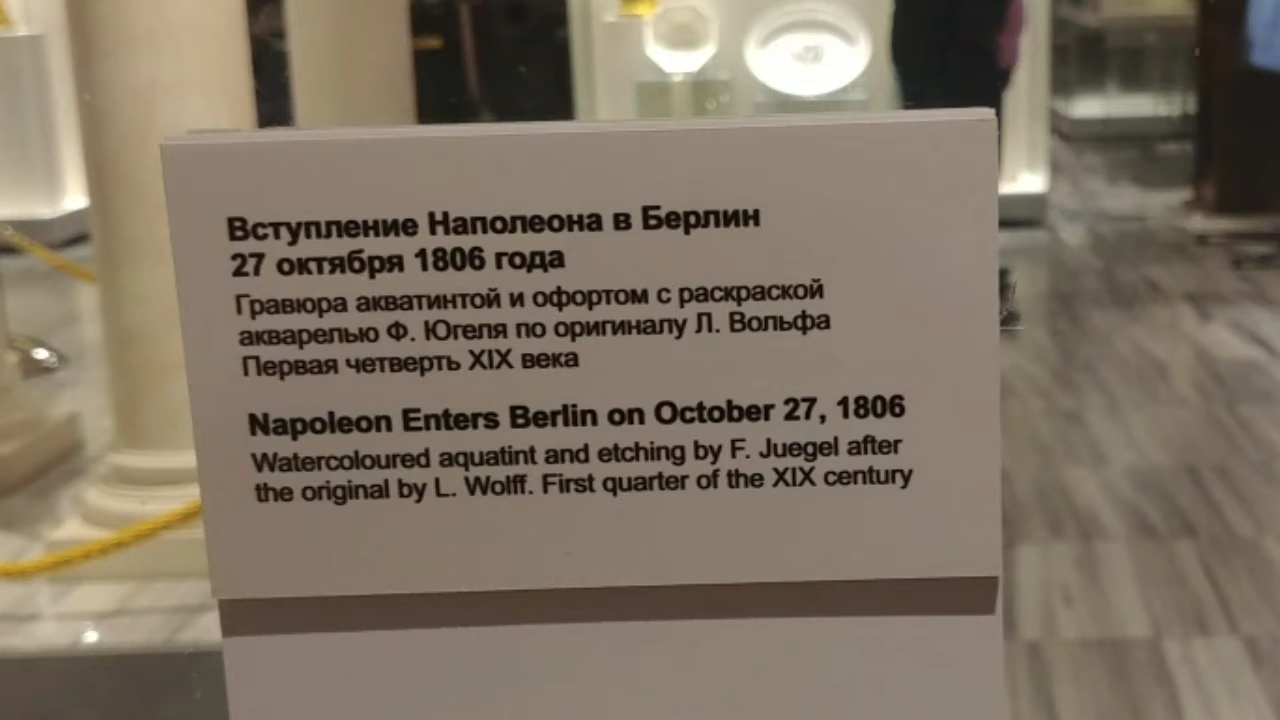 Вступление Наполеона в Берлин
27 октября 1806 года
Гравюра акватинтой и офортом с раскраской
акварелью Ф. Югеля по оригиналу Л. Вольфа
Первая четверть XIX века
Napoleon Enters Berlin on October 27, 1806
Watercoloured aquatint and etching by F. Juegel after
the original by L. Wolff. First quarter of the XIX century